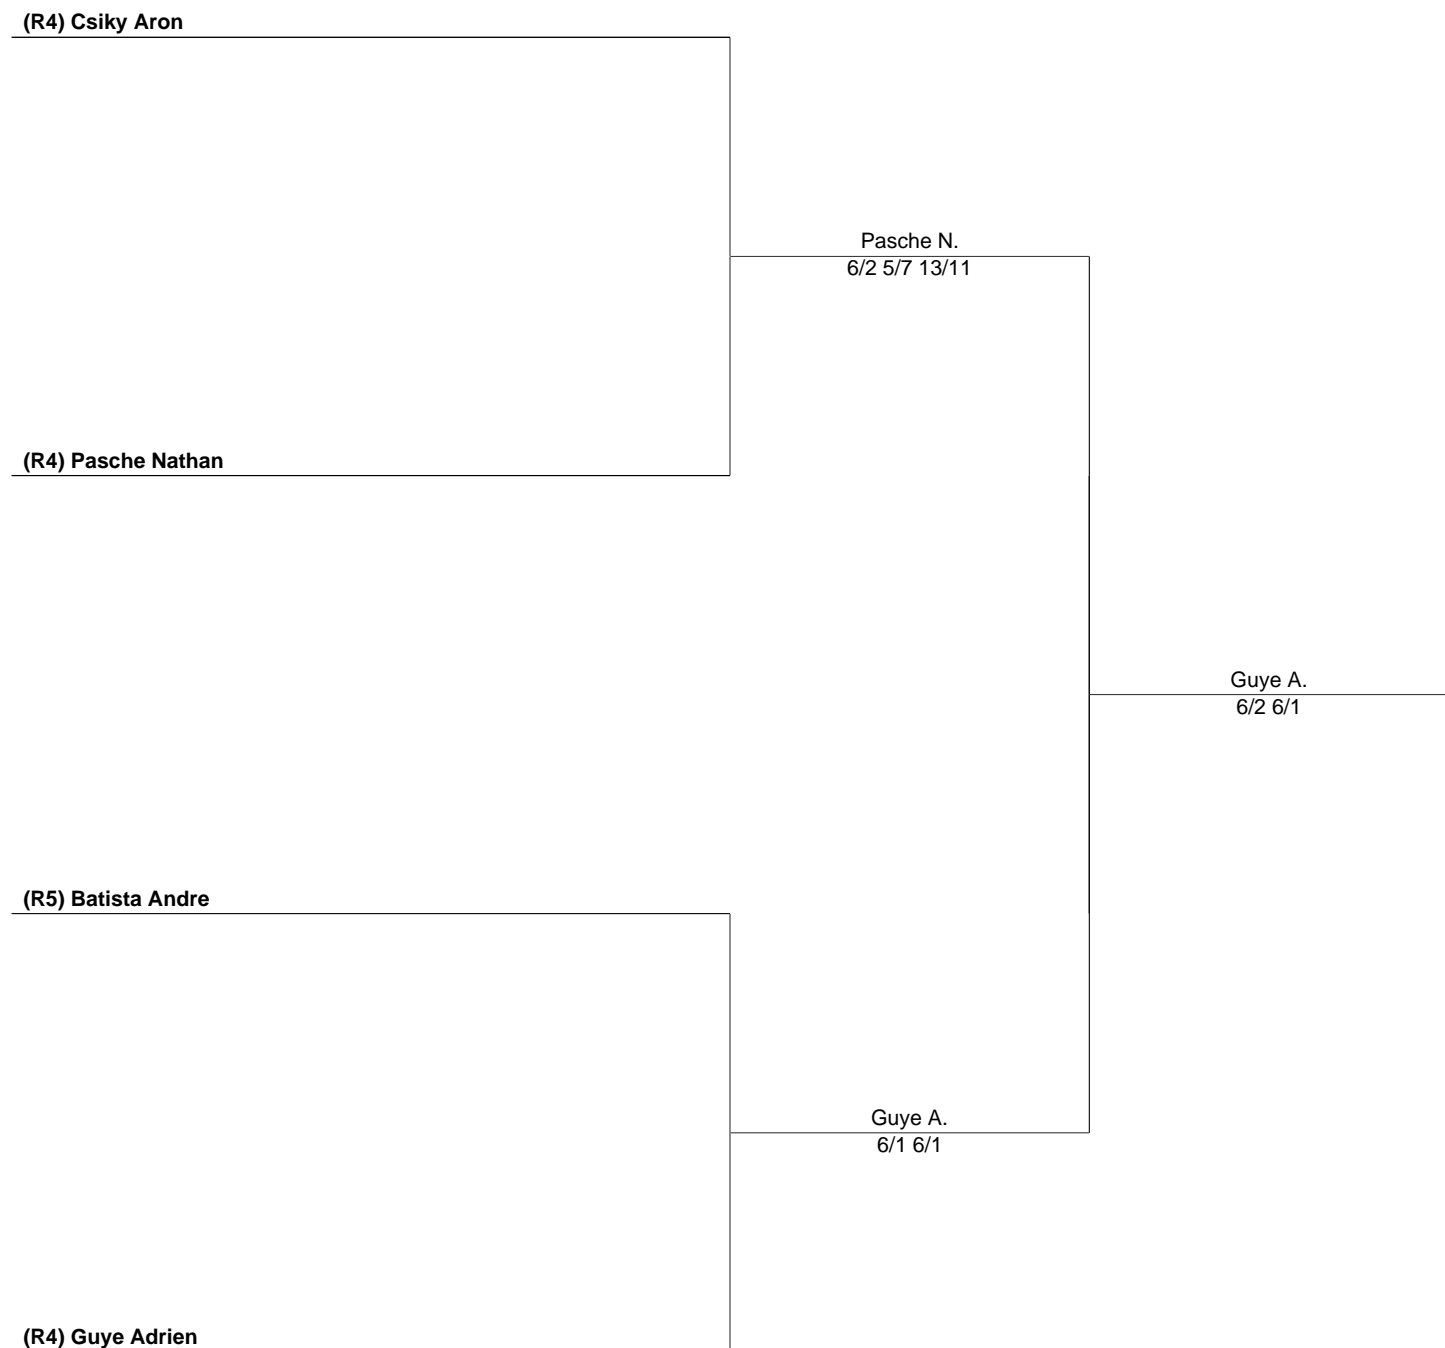 (R4) Csiky Aron
Pasche N.
6/2 5/7 13/11
(R4) Pasche Nathan
Guye A.
6/2 6/1
(R5) Batista Andre
Guye A.
6/1 6/1
(R4) Guye Adrien